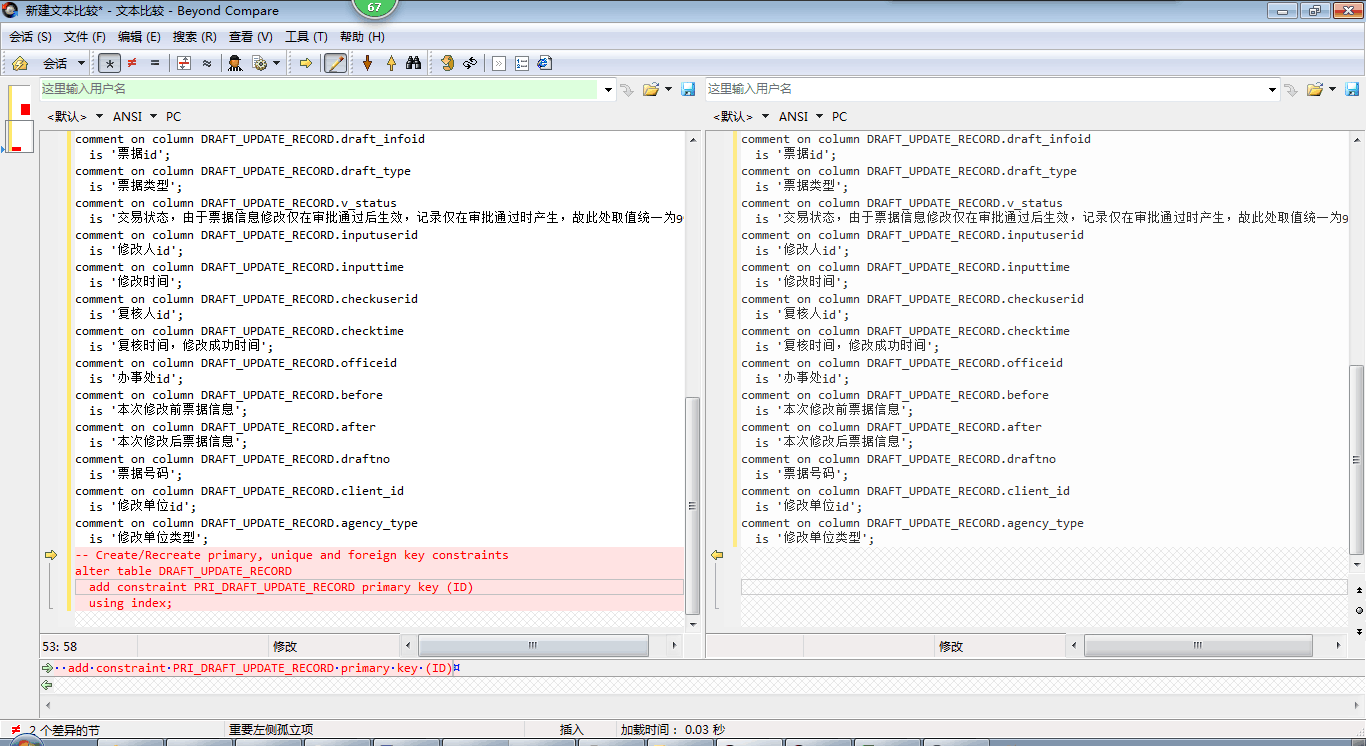 新建文本比较* - 文本比较 - Beyond Compare
67
会话 (S) 文件 (F) 编辑 (E) 搜索 (R) 查看 (V) 工具 (T) 帮助 (H)
会话
这里输入用户名
<默认> ANSI PC
comment on column DRAFT_UPDATE_RECORD.draft_infoid
is '票据id';
comment on column DRAFT_UPDATE_RECORD.draft_type
is '票据类型';
comment on column DRAFT_UPDATE_RECORD.v_status
is '交易状态，由于票据信息修改仅在审批通过后生效，记录仅在审批通过时产生，故此处取值统一为9
comment on column DRAFT_UPDATE_RECORD.inputuserid
is '修改人id';
comment on column DRAFT_UPDATE_RECORD.inputtime
is '修改时间';
comment on column DRAFT_UPDATE_RECORD.checkuserid
is '复核人id';
comment on column DRAFT_UPDATE_RECORD.checktime
is '复核时间，修改成功时间';
comment on column DRAFT_UPDATE_RECORD.officeid
is '办事处id';
comment on column DRAFT_UPDATE_RECORD.before
is '本次修改前票据信息';
comment on column DRAFT_UPDATE_RECORD.after
is '本次修改后票据信息';
comment on column DRAFT_UPDATE_RECORD.draftno
is '票据号码';
comment on column DRAFT_UPDATE_RECORD.client_id
is '修改单位id';
comment on column DRAFT_UPDATE_RECORD.agency_type
is '修改单位类型';
-- Create/Recreate primary, unique and foreign key constraints
alter table DRAFT_UPDATE_RECORD
add constraint PRI_DRAFT_UPDATE_RECORD primary key (ID)
using index;
53: 58 修改
这里输入用户名
<默认> ANSI PC
comment on column DRAFT_UPDATE_RECORD.draft_infoid
is '票据id';
comment on column DRAFT_UPDATE_RECORD.draft_type
is '票据类型';
comment on column DRAFT_UPDATE_RECORD.v_status
is '交易状态，由于票据信息修改仅在审批通过后生效，记录仅在审批通过时产生，故此处取值统一为9
comment on column DRAFT_UPDATE_RECORD.inputuserid
is '修改人id';
comment on column DRAFT_UPDATE_RECORD.inputtime
is '修改时间';
comment on column DRAFT_UPDATE_RECORD.checkuserid
is '复核人id';
comment on column DRAFT_UPDATE_RECORD.checktime
is '复核时间，修改成功时间';
comment on column DRAFT_UPDATE_RECORD.officeid
is '办事处id';
comment on column DRAFT_UPDATE_RECORD.before
is '本次修改前票据信息';
comment on column DRAFT_UPDATE_RECORD.after
is '本次修改后票据信息';
comment on column DRAFT_UPDATE_RECORD.draftno
is '票据号码';
comment on column DRAFT_UPDATE_RECORD.client_id
is '修改单位id';
comment on column DRAFT_UPDATE_RECORD.agency_type
is '修改单位类型';
修改
··add·constraint·PRI_DRAFT_UPDATE_RECORD·primary·key·(ID)¤
2 个差异的节 重要左侧孤立项 插入 加载时间： 0.03 秒